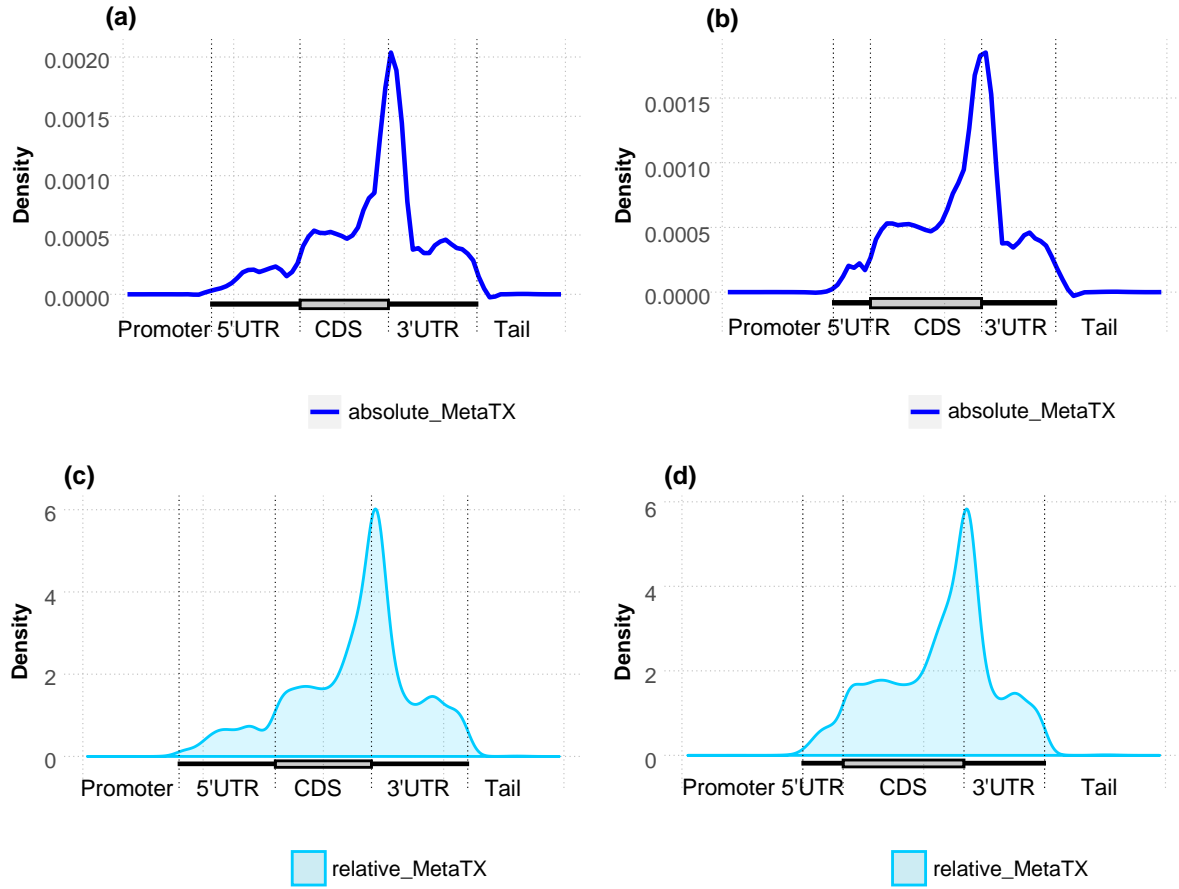 (a)
0.0020
0.0015
0.0010
0.0005
0.0000
Density
Promoter 5'UTR CDS 3'UTR Tail
absolute_MetaTX
(b)
0.0015
0.0010
0.0005
0.0000
Density
Promoter 5'UTR CDS 3'UTR Tail
absolute_MetaTX
(c)
6
4
2
0
Density
Promoter 5'UTR CDS 3'UTR Tail
relative_MetaTX
(d)
6
4
2
0
Density
Promoter 5'UTR CDS 3'UTR Tail
relative_MetaTX